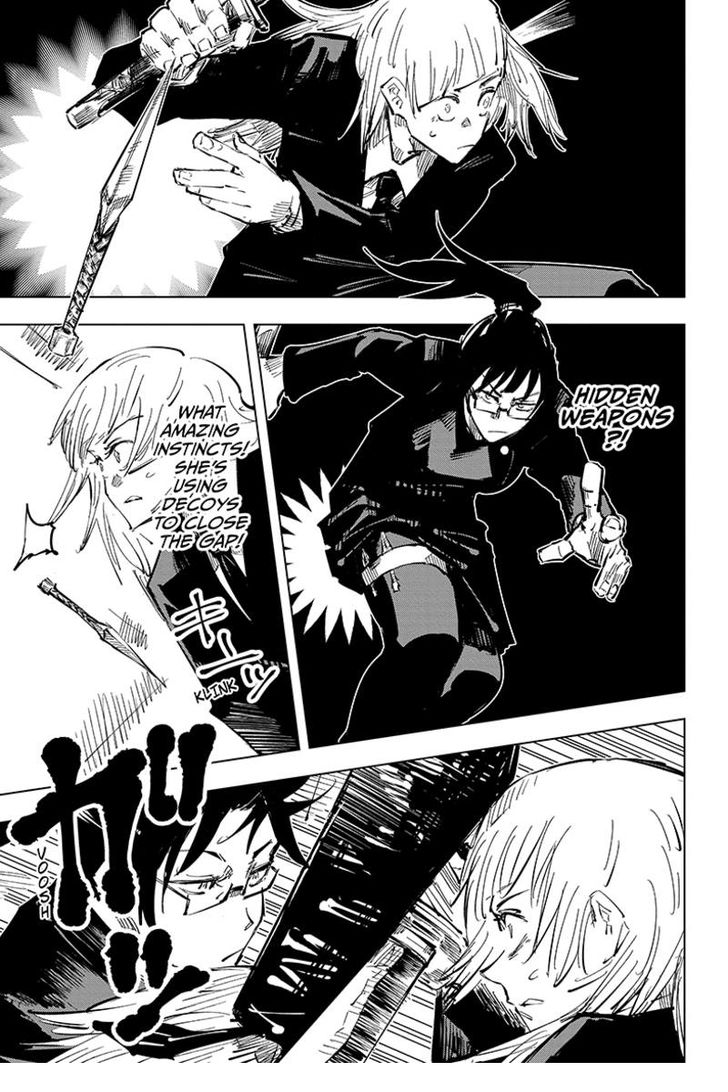 HIDDEN
WEAPONS
?!
WHAT
AMAZING
INSTINCTS!
SHE'S
USING
DECOYS
TO CLOSE
THE GAP!
キーッ
KLINK
ガッ
VOOSH